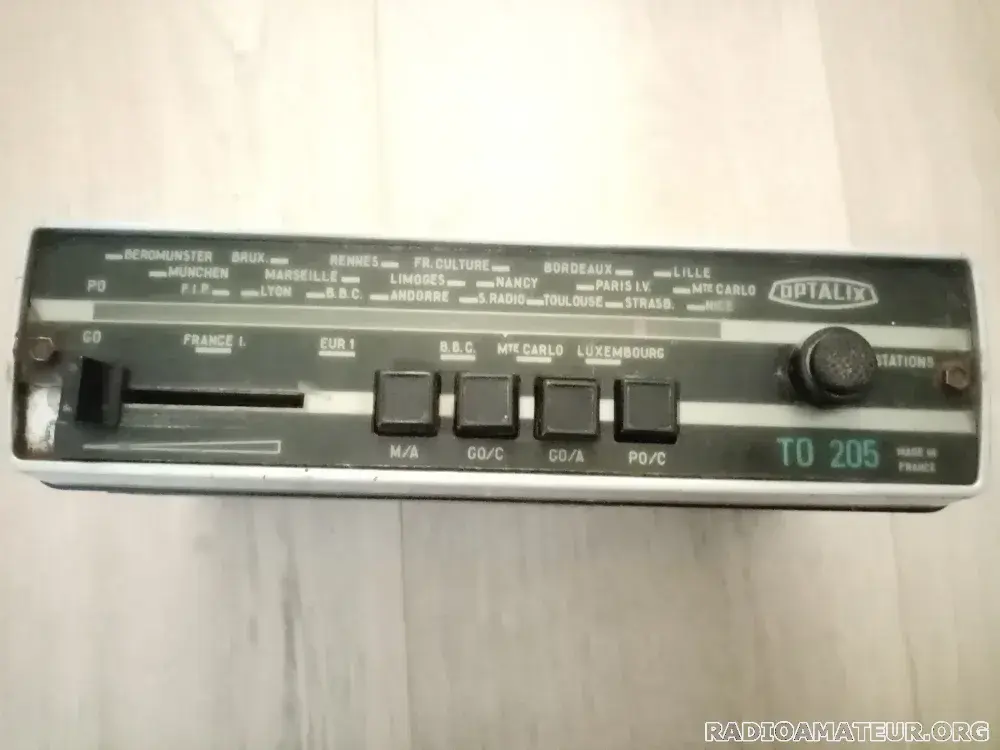 BEROMUNSTER BRUX. RENNES FR. CULTURE BORDEAUX LILLE
MUNCHEN MARSEILLE LIMOGES NANCY PARIS I.V. MTE CARLO
PO F.I.P. LYON B.B.C. ANDORRE S.RADIO TOULOUSE STRASB. NICE
OPTALIX
GO FRANCE I. EUR 1 B.B.C. MTE CARLO LUXEMBOURG
STATIONS
M/A GO/C GO/A PO/C
TO 205
MADE IN
FRANCE
RADIOAMATEUR.ORG